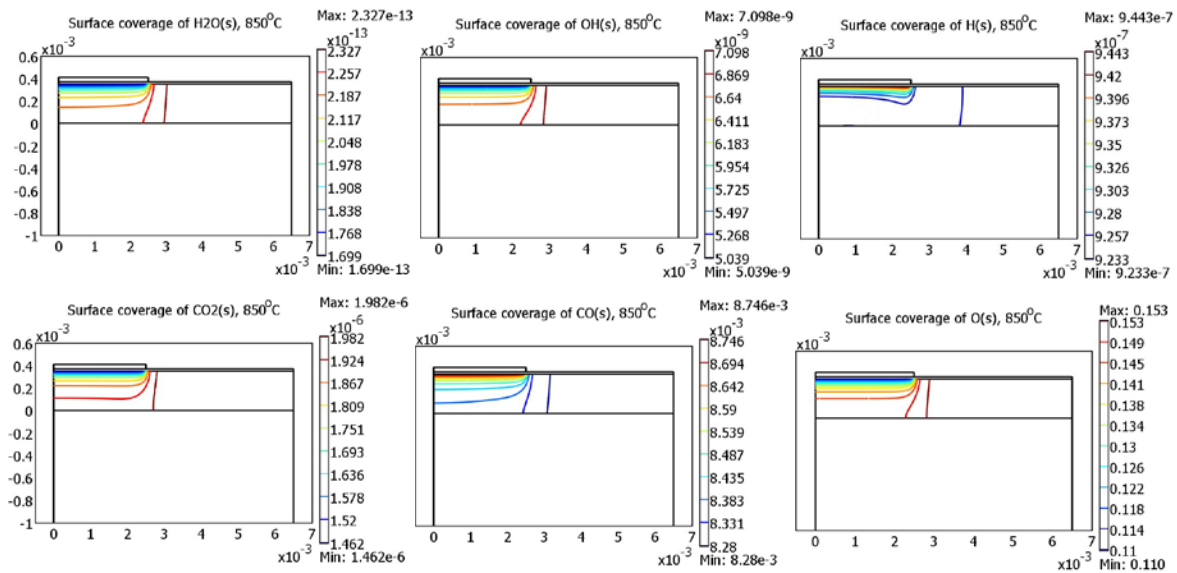 Surface coverage of H2O(s), 850°C
Max: 2.327e-13
x10⁻³
x10⁻¹³
0.6
0.4
0.2
0
-0.2
-0.4
-0.6
-0.8
-1
0 1 2 3 4 5 6 7
x10⁻³
2.327
2.257
2.187
2.117
2.048
1.978
1.908
1.838
1.768
1.699
Min: 1.699e-13
Surface coverage of OH(s), 850°C
Max: 7.098e-9
x10⁻³
x10⁻⁹
0 1 2 3 4 5 6 7
x10⁻³
7.098
6.869
6.64
6.411
6.183
5.954
5.725
5.497
5.268
5.039
Min: 5.039e-9
Surface coverage of H(s), 850°C
Max: 9.443e-7
x10⁻³
x10⁻⁷
0 1 2 3 4 5 6 7
x10⁻³
9.443
9.42
9.396
9.373
9.35
9.326
9.303
9.28
9.257
9.233
Min: 9.233e-7
Surface coverage of CO2(s), 850°C
Max: 1.982e-6
x10⁻³
x10⁻⁶
0.6
0.4
0.2
0
-0.2
-0.4
-0.6
-0.8
-1
0 1 2 3 4 5 6 7
x10⁻³
1.982
1.924
1.867
1.809
1.751
1.693
1.636
1.578
1.52
1.462
Min: 1.462e-6
Surface coverage of CO(s), 850°C
Max: 8.746e-3
x10⁻³
x10⁻³
0 1 2 3 4 5 6 7
x10⁻³
8.746
8.694
8.642
8.59
8.539
8.487
8.435
8.383
8.331
8.28
Min: 8.28e-3
Surface coverage of O(s), 850°C
Max: 0.153
x10⁻³
0 1 2 3 4 5 6 7
x10⁻³
0.153
0.149
0.145
0.141
0.138
0.134
0.13
0.126
0.122
0.118
0.114
0.11
Min: 0.110